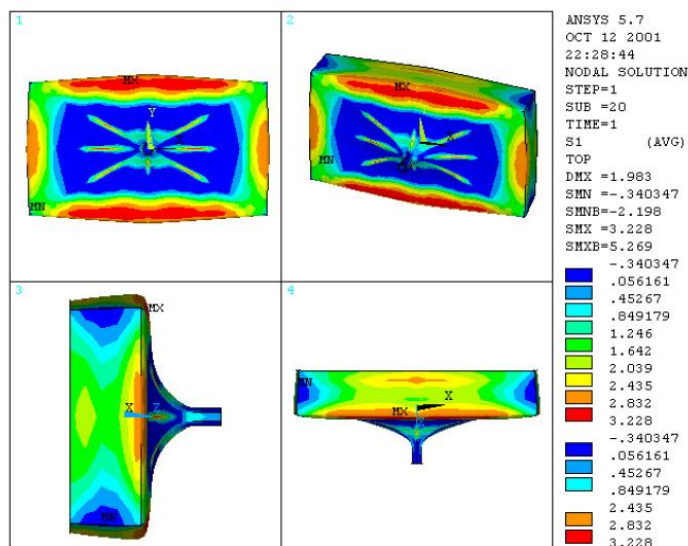 1
MX
Y
MN
2
MX
X
MN
3
MX
X
Z
MN
4
MN
X
MX
Z
ANSYS 5.7
OCT 12 2001
22:28:44
NODAL SOLUTION
STEP=1
SUB =20
TIME=1
S1 (AVG)
TOP
DMX =1.983
SMN =-.340347
SMNB=-2.198
SMX =3.228
SMXB=5.269
-.340347
.056161
.45267
.849179
1.246
1.642
2.039
2.435
2.832
3.228
-.340347
.056161
.45267
.849179
2.435
2.832
3.228